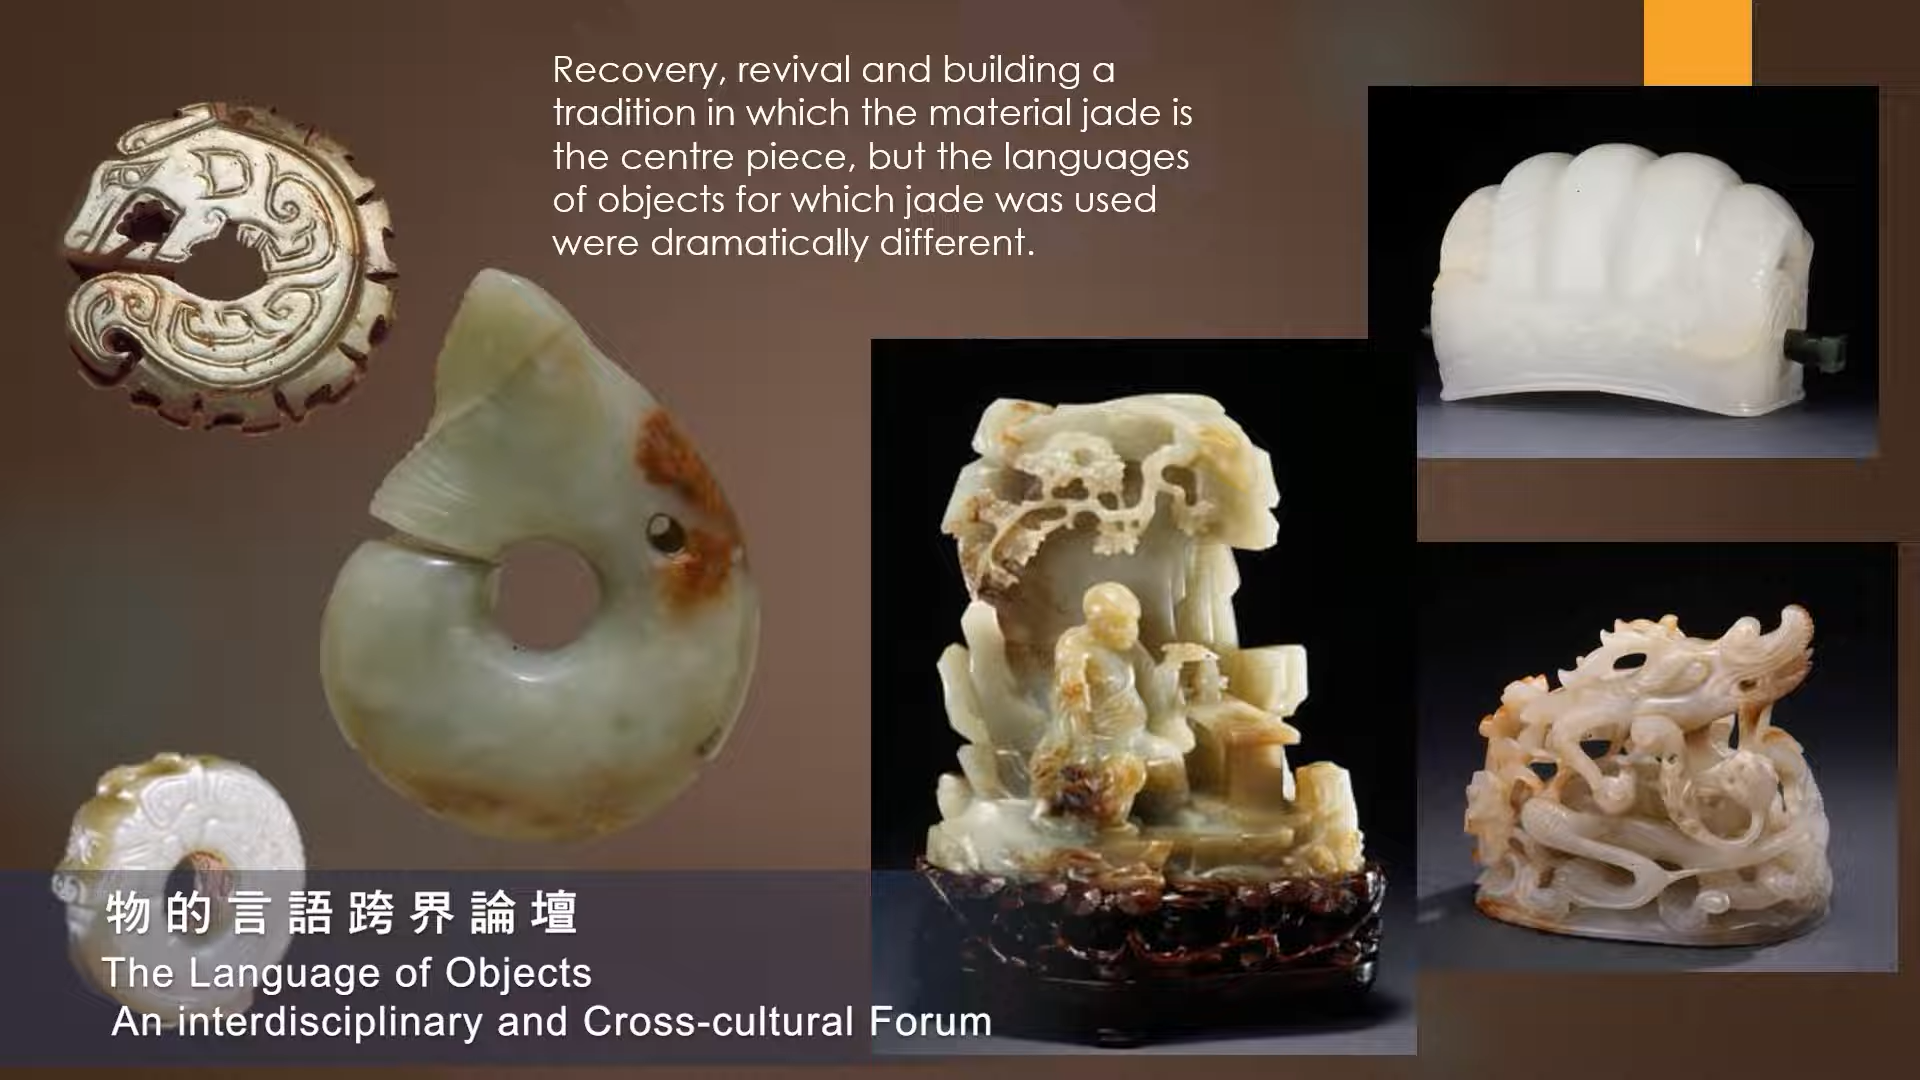 Recovery, revival and building a
tradition in which the material jade is
the centre piece, but the languages
of objects for which jade was used
were dramatically different.
物的言語跨界論壇
The Language of Objects
An interdisciplinary and Cross-cultural Forum